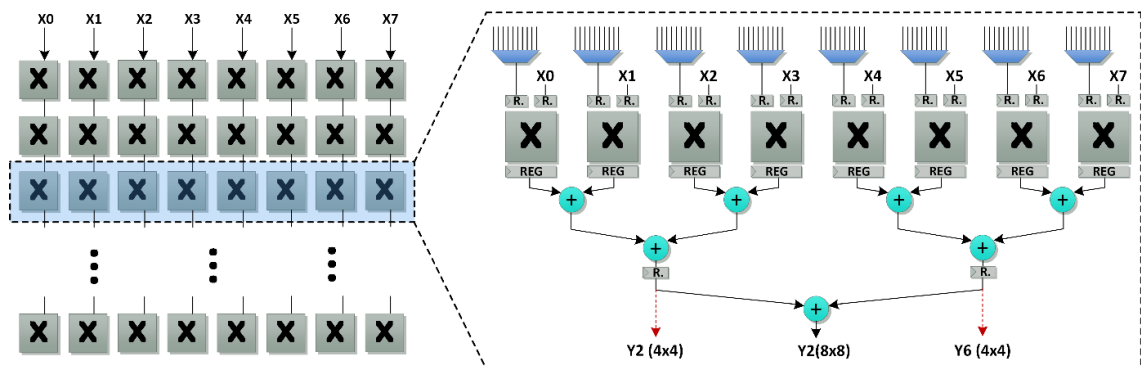 X0 X1 X2 X3 X4 X5 X6 X7
X X X X X X X X
X X X X X X X X
X X X X X X X X
X X X X X X X X
X0 X1 X2 X3 X4 X5 X6 X7
R. R. R. R. R. R. R. R. R. R. R. R. R. R. R. R.
X X X X X X X X
REG REG REG REG REG REG REG REG
+ + + +
+ +
R. R.
+
Y2 (4x4) Y2(8x8) Y6 (4x4)